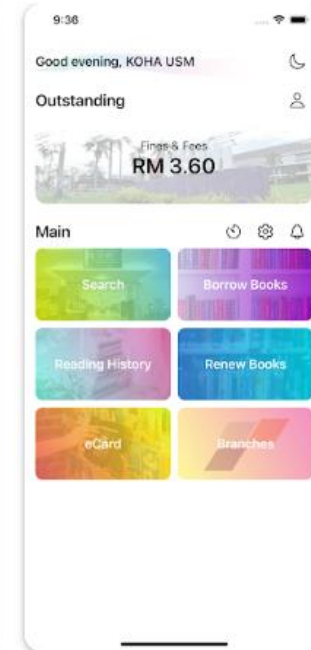 9:36
Good evening, KOHA USM
Outstanding
Fines & Fees
RM 3.60
Main
Search
Borrow Books
Reading History
Renew Books
eCard
Branches